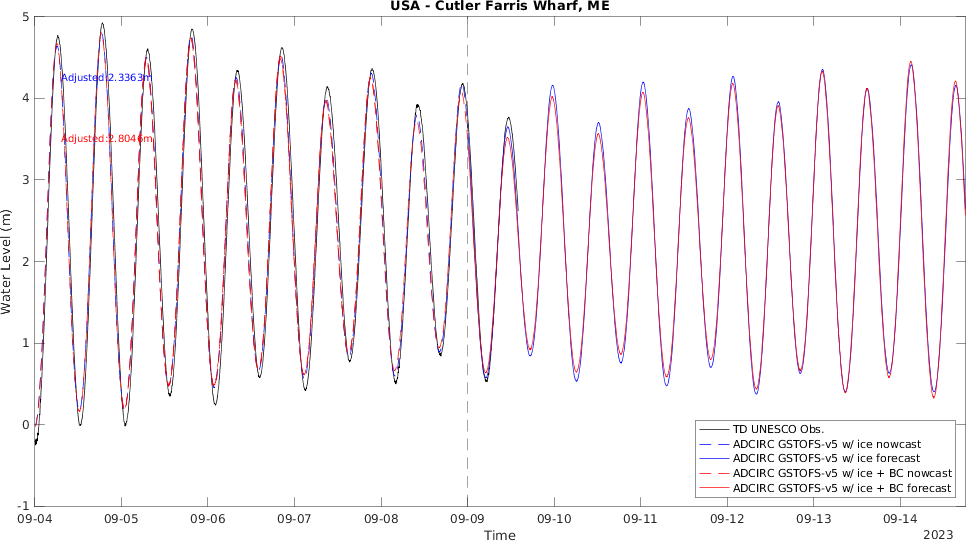 USA - Cutler Farris Wharf, ME
5
4
3
2
1
0
-1
Water Level (m)
Adjusted:2.3363m
Adjusted:2.8046m
TD UNESCO Obs.
ADCIRC GSTOFS-v5 w/ ice nowcast
ADCIRC GSTOFS-v5 w/ ice forecast
ADCIRC GSTOFS-v5 w/ ice + BC nowcast
ADCIRC GSTOFS-v5 w/ ice + BC forecast
09-04 09-05 09-06 09-07 09-08 09-09 09-10 09-11 09-12 09-13 09-14
Time
2023